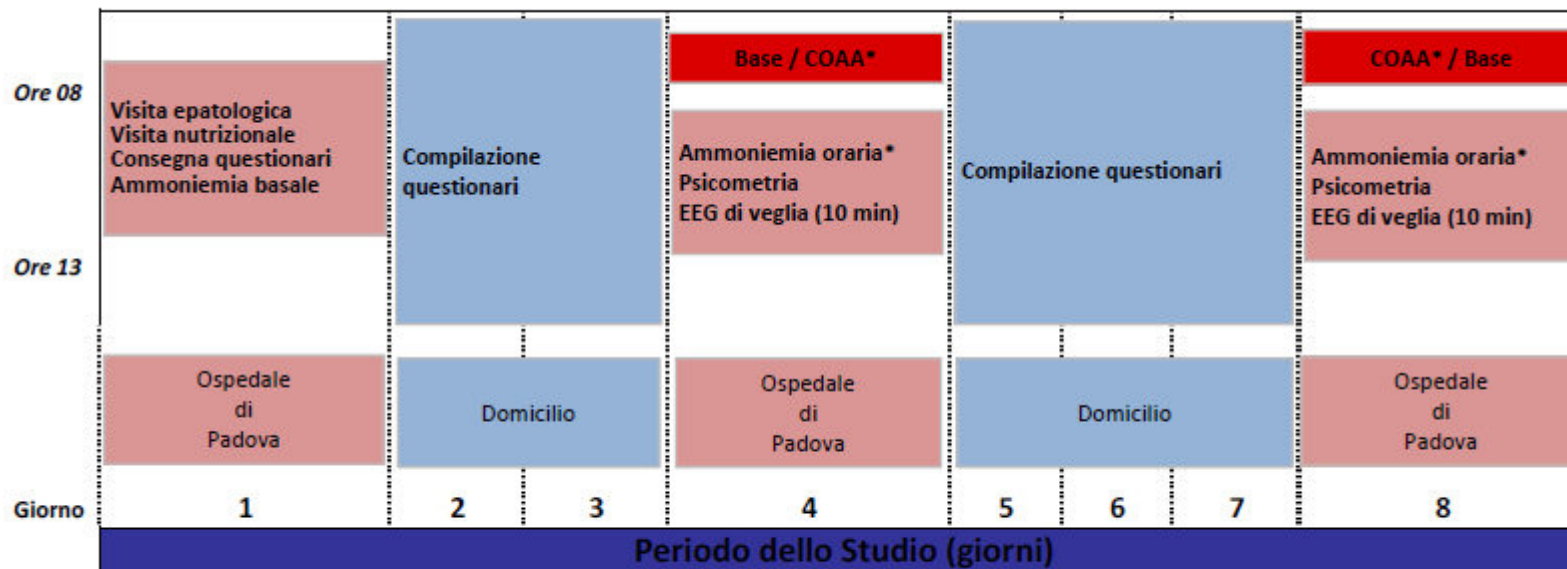 Base / COAA*
COAA* / Base
Ore 08
Visita epatologica
Visita nutrizionale
Consegna questionari
Ammoniemia basale
Compilazione
questionari
Ammoniemia oraria*
Psicometria
EEG di veglia (10 min)
Compilazione questionari
Ammoniemia oraria*
Psicometria
EEG di veglia (10 min)
Ore 13
Ospedale
di
Padova
Domicilio
Ospedale
di
Padova
Domicilio
Ospedale
di
Padova
Giorno 1 2 3 4 5 6 7 8
Periodo dello Studio (giorni)